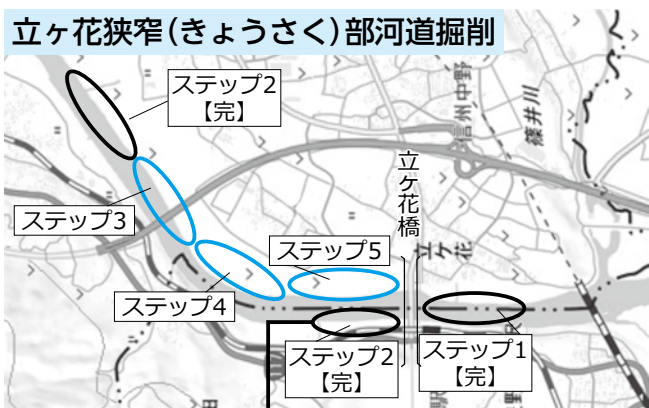 立ヶ花狭窄(きょうさく)部河道掘削
ステップ2
【完】
信州中野
篠井川
ステップ3
立ヶ花橋
立ケ花
ステップ5
ステップ4
ステップ2
【完】
ステップ1
【完】
駅